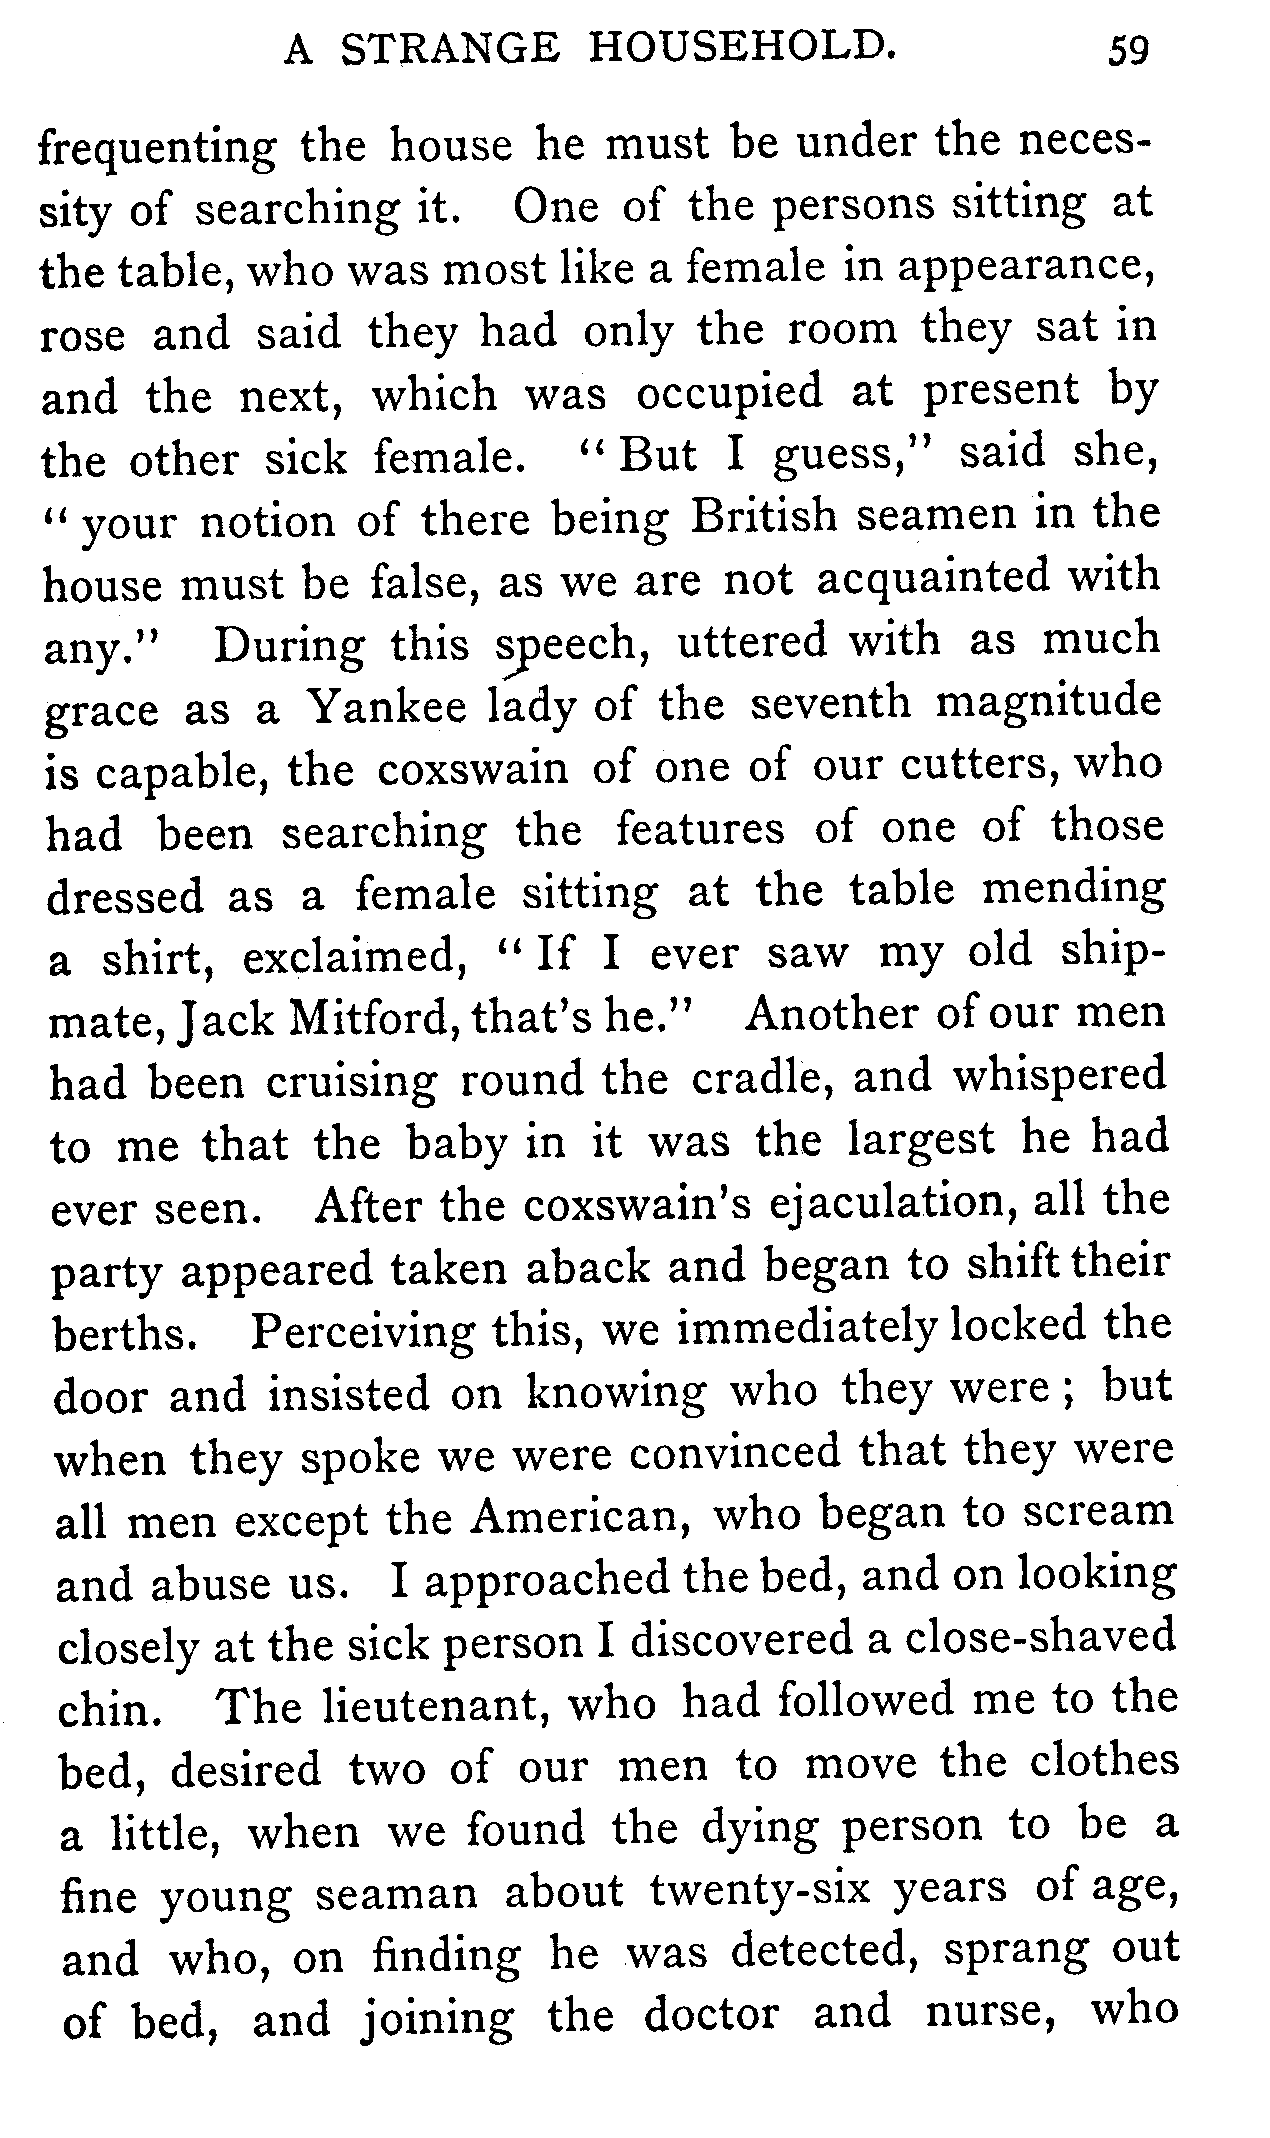 A STRANGE HOUSEHOLD. 59
frequenting the house he must be under the neces-
sity of searching it. One of the persons sitting at
the table, who was most like a female in appearance,
rose and said they had only the room they sat in
and the next, which was occupied at present by
the other sick female. “ But I guess,” said she,
“ your notion of there being British seamen in the
house must be false, as we are not acquainted with
any.” During this speech, uttered with as much
grace as a Yankee lady of the seventh magnitude
is capable, the coxswain of one of our cutters, who
had been searching the features of one of those
dressed as a female sitting at the table mending
a shirt, exclaimed, “ If I ever saw my old ship-
mate, Jack Mitford, that's he.” Another of our men
had been cruising round the cradle, and whispered
to me that the baby in it was the largest he had
ever seen. After the coxswain's ejaculation, all the
party appeared taken aback and began to shift their
berths. Perceiving this, we immediately locked the
door and insisted on knowing who they were ; but
when they spoke we were convinced that they were
all men except the American, who began to scream
and abuse us. I approached the bed, and on looking
closely at the sick person I discovered a close-shaved
chin. The lieutenant, who had followed me to the
bed, desired two of our men to move the clothes
a little, when we found the dying person to be a
fine young seaman about twenty-six years of age,
and who, on finding he was detected, sprang out
of bed, and joining the doctor and nurse, who